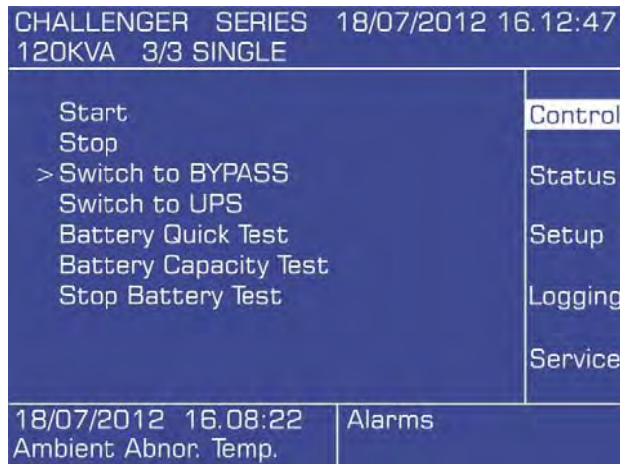 CHALLENGER SERIES 18/07/2012 16.12:47
120KVA 3/3 SINGLE
Start
Stop
>Switch to BYPASS
Switch to UPS
Battery Quick Test
Battery Capacity Test
Stop Battery Test
Control
Status
Setup
Logging
Service
18/07/2012 16.08:22
Ambient Abnor. Temp.
Alarms